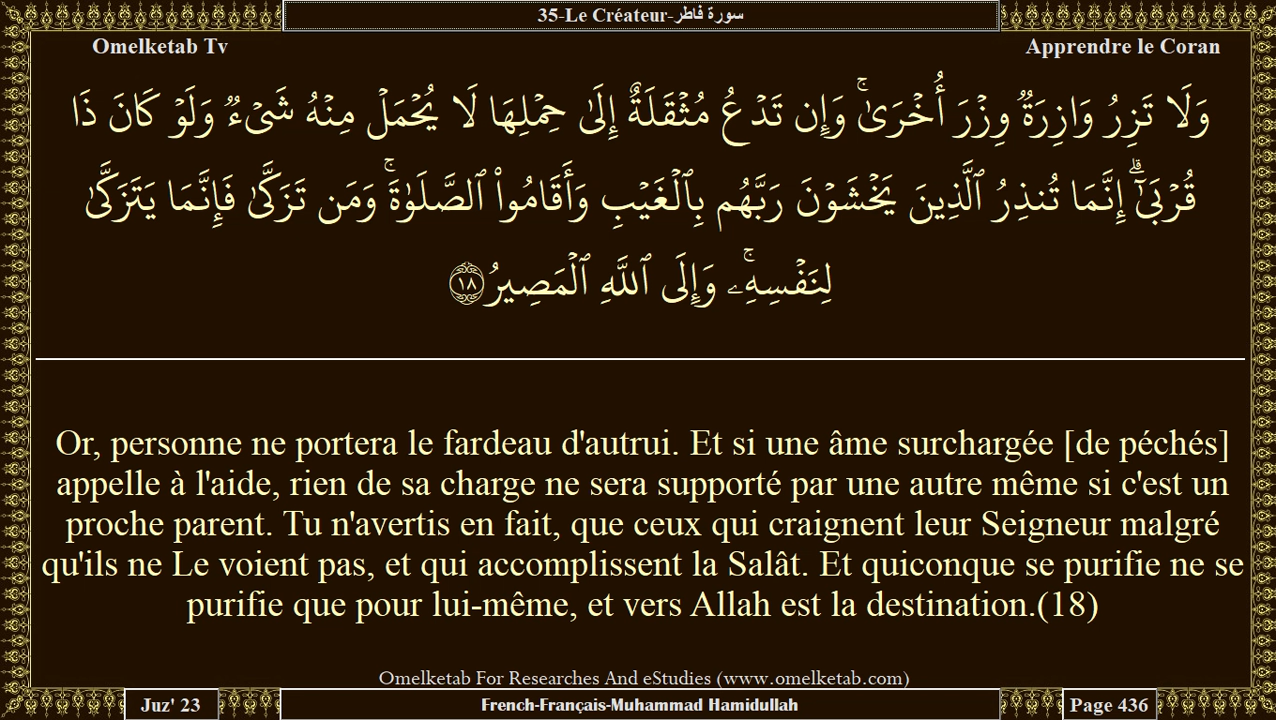 35-Le Créateur-سورة فاطر
Omelketab Tv
Apprendre le Coran
وَلَا تَزِرُ وَازِرَةٌ وِزْرَ أُخْرَىٰ ۚ وَإِن تَدْعُ مُثْقَلَةٌ إِلَىٰ حِمْلِهَا لَا يُحْمَلْ مِنْهُ شَىْءٌ وَلَوْ كَانَ ذَا
قُرْبَىٰٓ ۗ إِنَّمَا تُنذِرُ ٱلَّذِينَ يَخْشَوْنَ رَبَّهُم بِٱلْغَيْبِ وَأَقَامُوا۟ ٱلصَّلَوٰةَ ۚ وَمَن تَزَكَّىٰ فَإِنَّمَا يَتَزَكَّىٰ
لِنَفْسِهِۦ ۚ وَإِلَى ٱللَّهِ ٱلْمَصِيرُ ١٨
Or, personne ne portera le fardeau d'autrui. Et si une âme surchargée [de péchés]
appelle à l'aide, rien de sa charge ne sera supporté par une autre même si c'est un
proche parent. Tu n'avertis en fait, que ceux qui craignent leur Seigneur malgré
qu'ils ne Le voient pas, et qui accomplissent la Salât. Et quiconque se purifie ne se
purifie que pour lui-même, et vers Allah est la destination.(18)
Omelketab For Researches And eStudies (www.omelketab.com)
Juz' 23
French-Français-Muhammad Hamidullah
Page 436